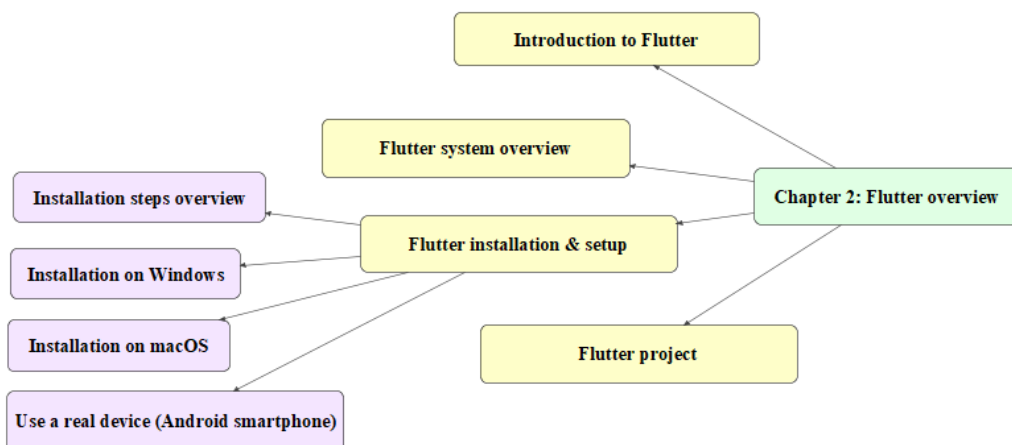 Introduction to Flutter
Flutter system overview
Chapter 2: Flutter overview
Installation steps overview
Flutter installation & setup
Installation on Windows
Installation on macOS
Flutter project
Use a real device (Android smartphone)